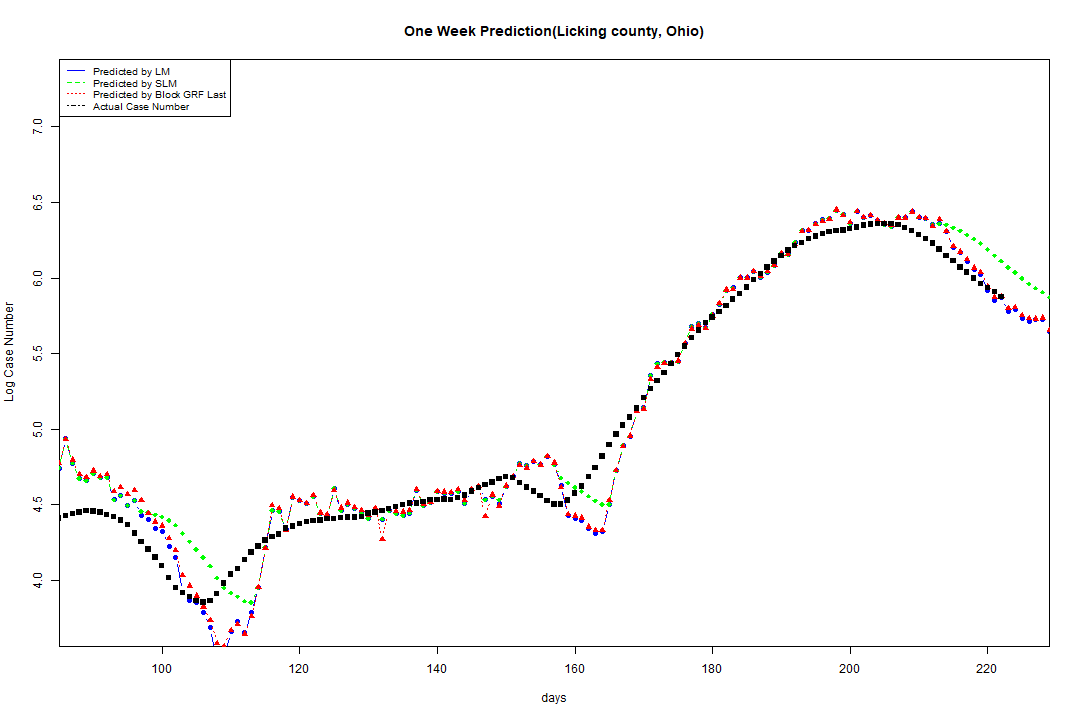 One Week Prediction(Licking county, Ohio)
Predicted by LM
Predicted by SLM
Predicted by Block GRF Last
Actual Case Number
7.0
6.5
6.0
5.5
5.0
4.5
4.0
Log Case Number
100 120 140 160 180 200 220
days